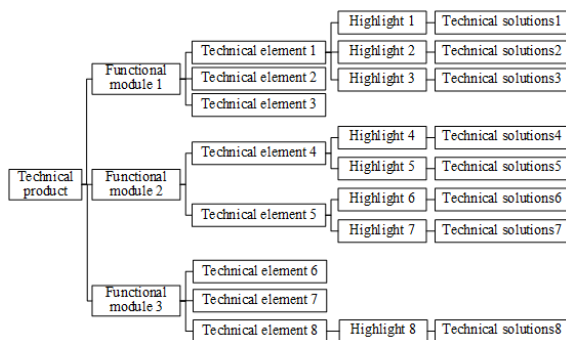 Highlight 1
Technical solutions1
Technical element 1
Highlight 2
Technical solutions2
Functional
module 1
Technical element 2
Highlight 3
Technical solutions3
Technical element 3
Highlight 4
Technical solutions4
Technical element 4
Highlight 5
Technical solutions5
Technical
product
Functional
module 2
Highlight 6
Technical solutions6
Technical element 5
Highlight 7
Technical solutions7
Technical element 6
Functional
module 3
Technical element 7
Technical element 8
Highlight 8
Technical solutions8